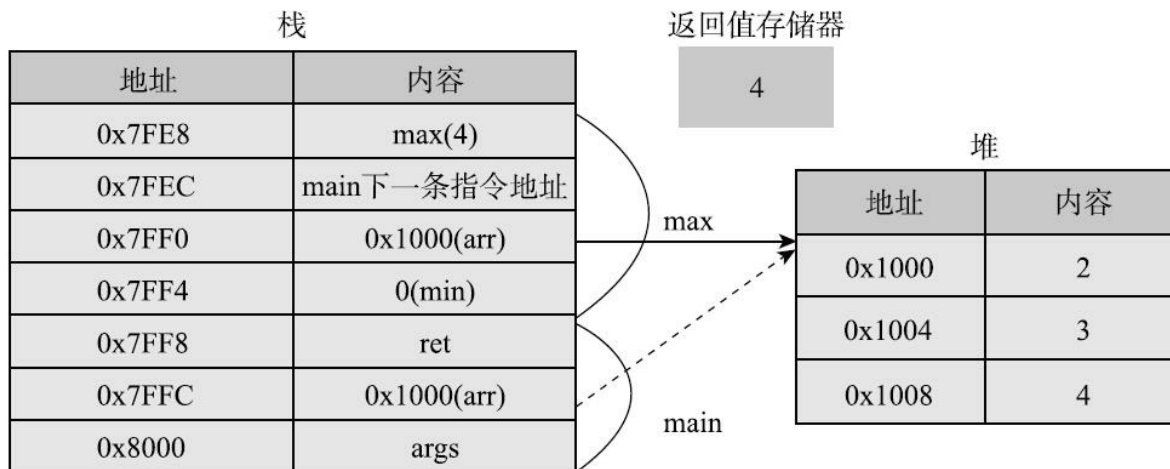 栈
地址 内容
0x7FE8 max(4)
0x7FEC main下一条指令地址
0x7FF0 0x1000(arr)
0x7FF4 0(min)
0x7FF8 ret
0x7FFC 0x1000(arr)
0x8000 args
max
main
返回值存储器
4
堆
地址 内容
0x1000 2
0x1004 3
0x1008 4